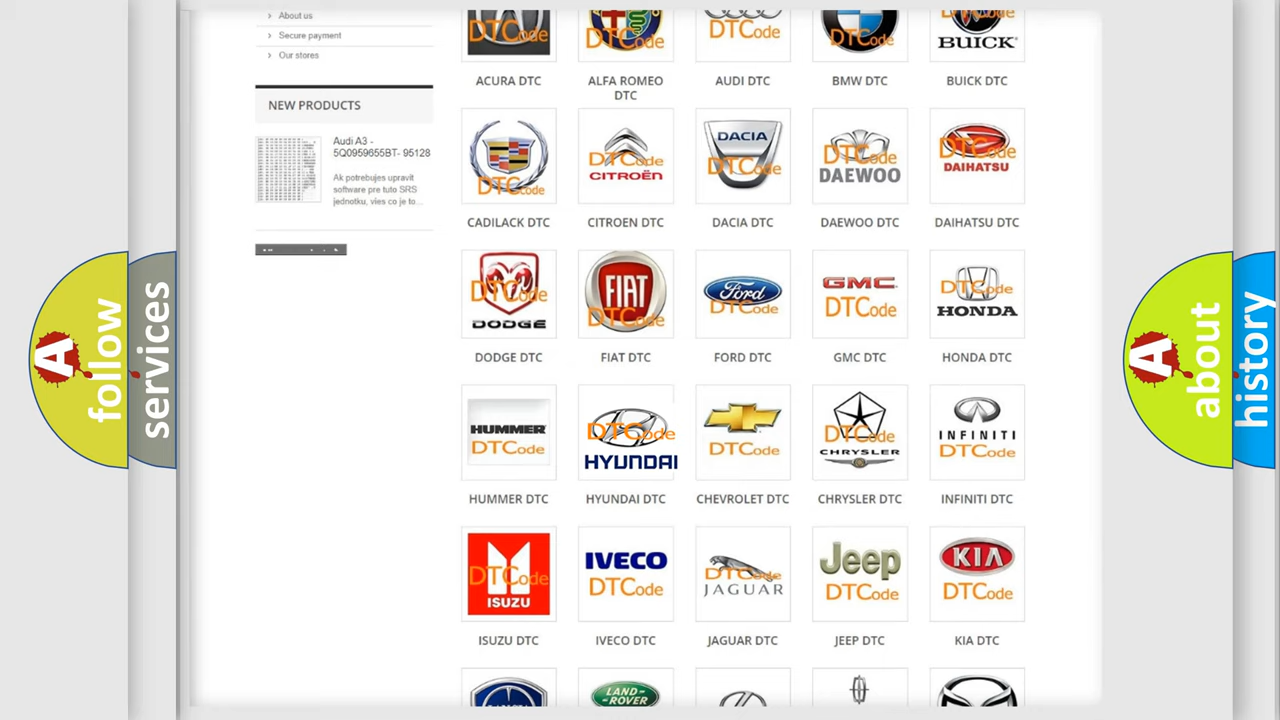 About us
Secure payment
Our stores
NEW PRODUCTS
Audi A3 -
5Q0959655BT- 95128
Ak potrebujes upravit
software pre tuto SRS
jednotku, vies co je to...
DTCode DTCode DTCode DTCode BUICK
ACURA DTC ALFA ROMEO DTC AUDI DTC BMW DTC BUICK DTC
DTCode DTCode CITROËN DACIA DTCode DTCode DAEWOO DTCode DAIHATSU
CADILACK DTC CITROEN DTC DACIA DTC DAEWOO DTC DAIHATSU DTC
DTCode DODGE FIAT DTCode Ford DTCode GMC DTCode DTCode HONDA
DODGE DTC FIAT DTC FORD DTC GMC DTC HONDA DTC
HUMMER DTCode DTCode HYUNDAI DTCode DTCode CHRYSLER INFINITI DTCode
HUMMER DTC HYUNDAI DTC CHEVROLET DTC CHRYSLER DTC INFINITI DTC
DTCode ISUZU IVECO DTCode DTCode JAGUAR Jeep DTCode KIA DTCode
ISUZU DTC IVECO DTC JAGUAR DTC JEEP DTC KIA DTC
LAND-
ROVER
A follow
services
A about
history